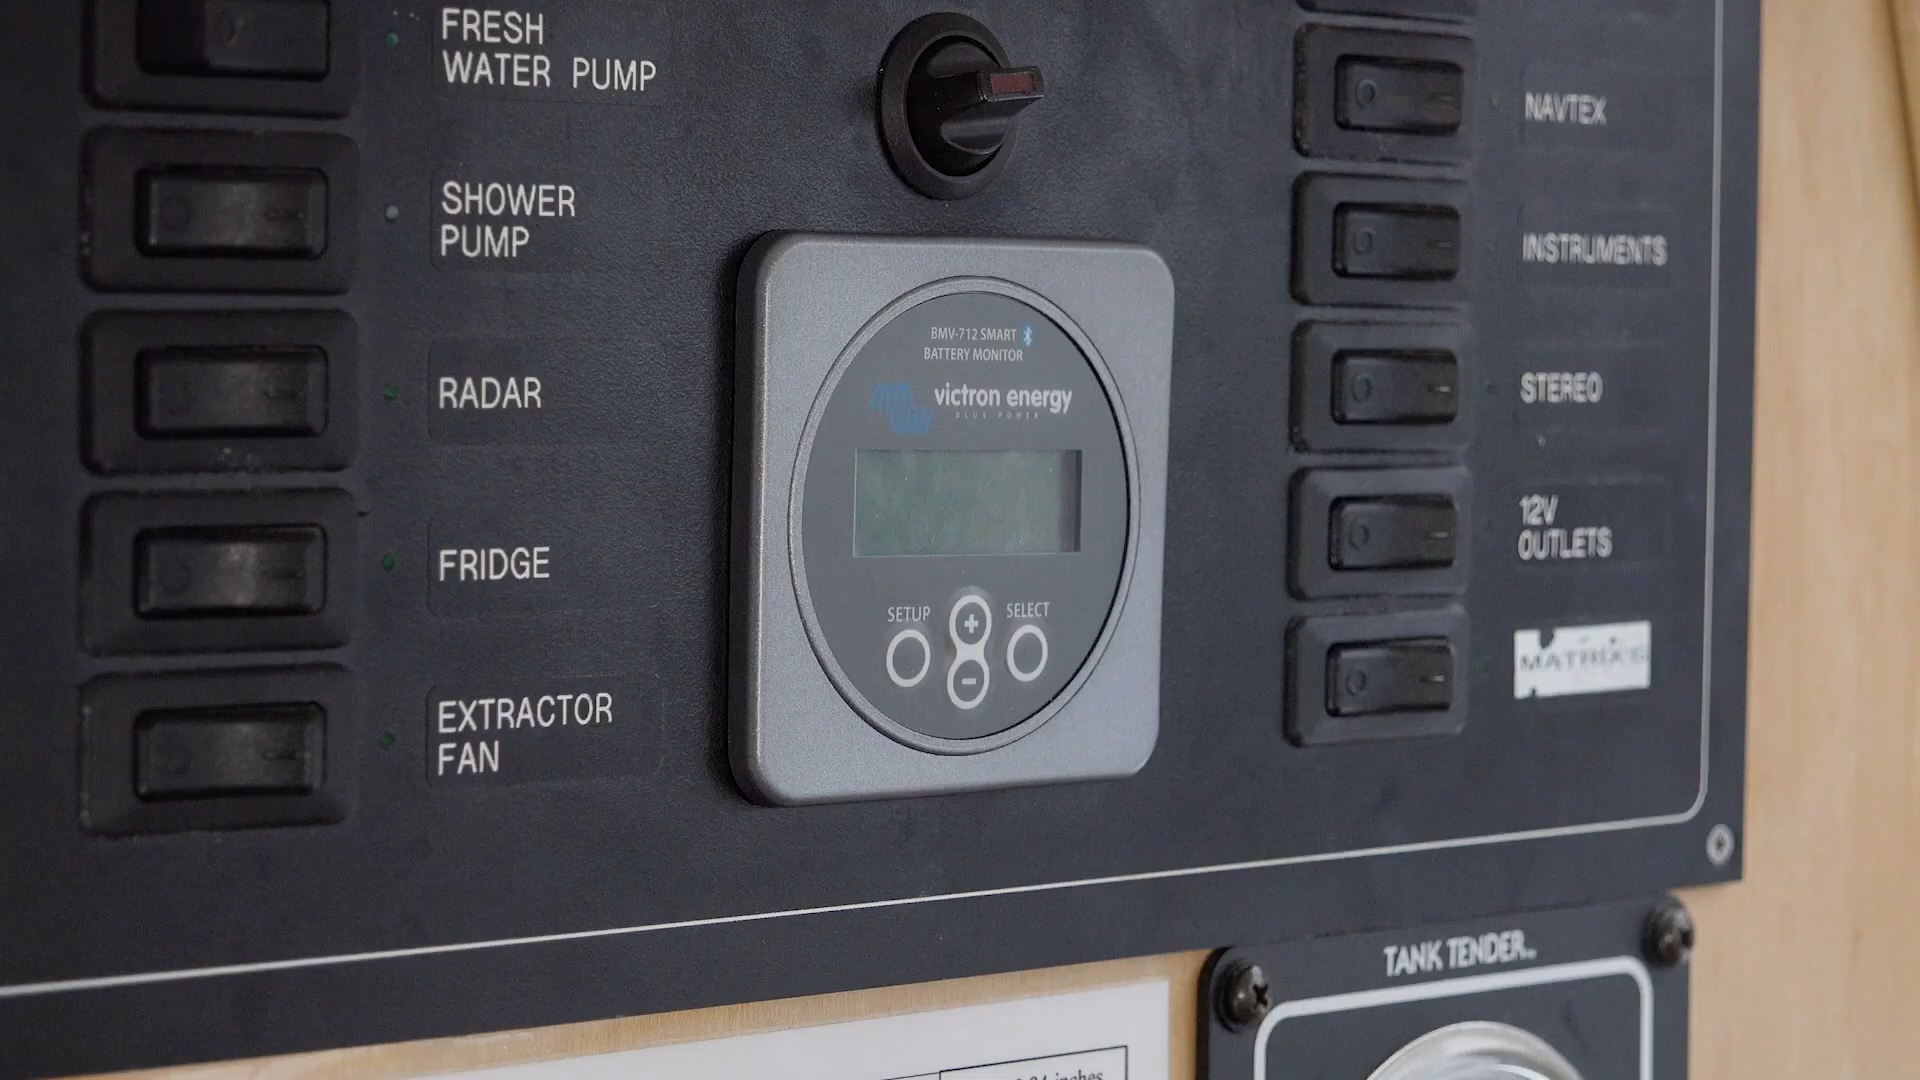 FRESH
WATER PUMP
SHOWER
PUMP
RADAR
FRIDGE
EXTRACTOR
FAN
BMV-712 SMART
BATTERY MONITOR
victron energy
BLUE POWER
SETUP
+
SELECT
-
NAVTEX
INSTRUMENTS
STEREO
12V
OUTLETS
TANK TENDER
inches